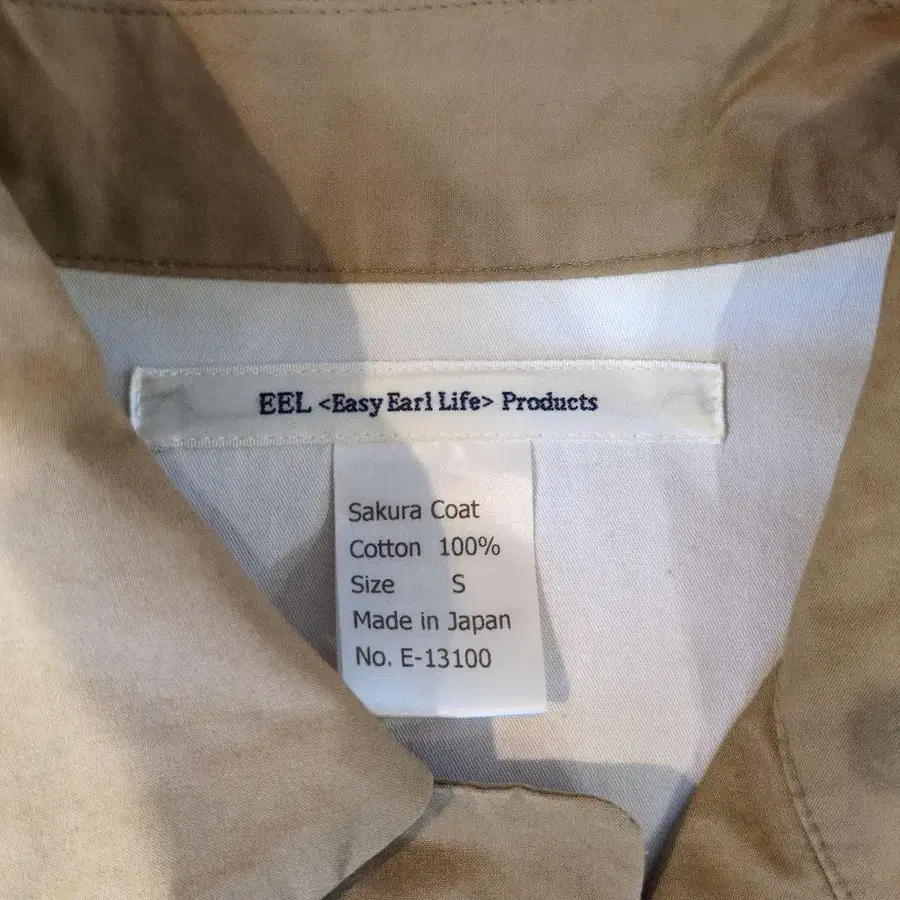 EEL <Easy Earl Life> Products
Sakura Coat
Cotton 100%
Size S
Made in Japan
No. E-13100